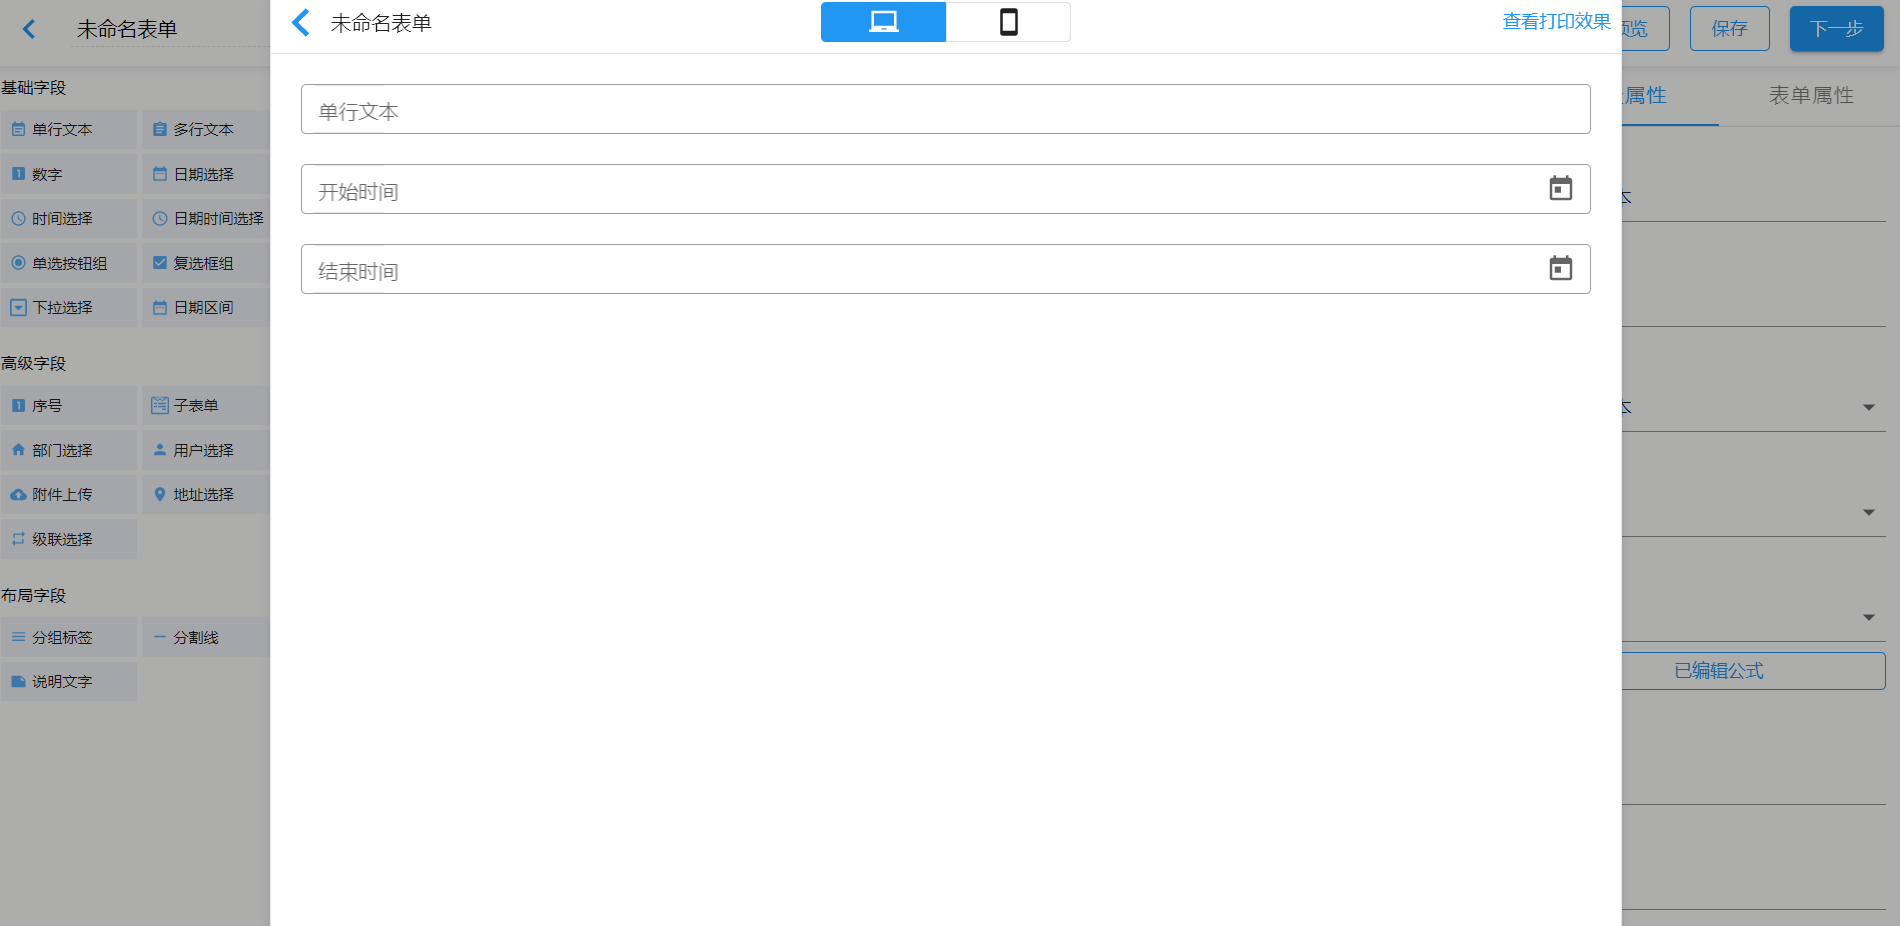 未命名表单
保存
下一步
基础字段
单行文本
多行文本
数字
日期选择
时间选择
日期时间选择
单选按钮组
复选框组
下拉选择
日期区间
高级字段
序号
子表单
部门选择
用户选择
附件上传
地址选择
级联选择
布局字段
分组标签
分割线
说明文字
未命名表单
查看打印效果
单行文本
开始时间
结束时间
属性
表单属性
已编辑公式